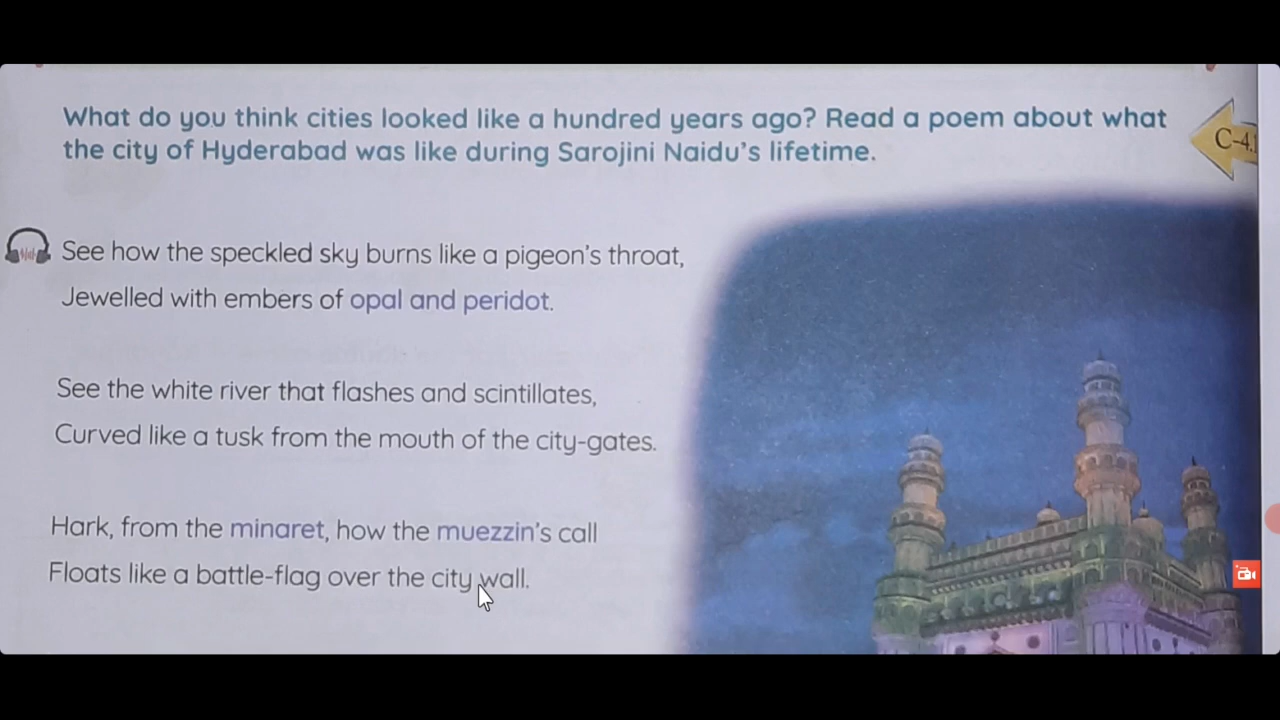 What do you think cities looked like a hundred years ago? Read a poem about what
the city of Hyderabad was like during Sarojini Naidu's lifetime.
C-4.1
See how the speckled sky burns like a pigeon's throat,
Jewelled with embers of opal and peridot.
See the white river that flashes and scintillates,
Curved like a tusk from the mouth of the city-gates.
Hark, from the minaret, how the muezzin's call
Floats like a battle-flag over the city wall.